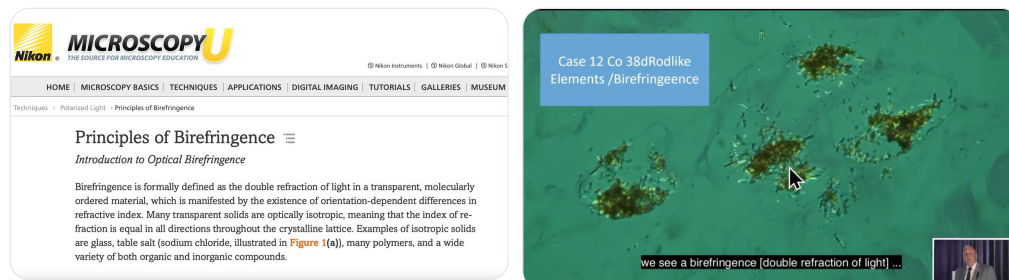 Nikon
MICROSCOPYU
THE SOURCE FOR MICROSCOPY EDUCATION
Nikon Instruments | Nikon Global | Nikon S
HOME | MICROSCOPY BASICS | TECHNIQUES | APPLICATIONS | DIGITAL IMAGING | TUTORIALS | GALLERIES | MUSEUM
Techniques > Polarized Light > Principles of Birefringence
Principles of Birefringence
Introduction to Optical Birefringence
Birefringence is formally defined as the double refraction of light in a transparent, molecularly
ordered material, which is manifested by the existence of orientation-dependent differences in
refractive index. Many transparent solids are optically isotropic, meaning that the index of re-
fraction is equal in all directions throughout the crystalline lattice. Examples of isotropic solids
are glass, table salt (sodium chloride, illustrated in Figure 1(a)), many polymers, and a wide
variety of both organic and inorganic compounds.
Case 12 Co 38dRodlike
Elements /Birefringeence
we see a birefringence [double refraction of light] ...